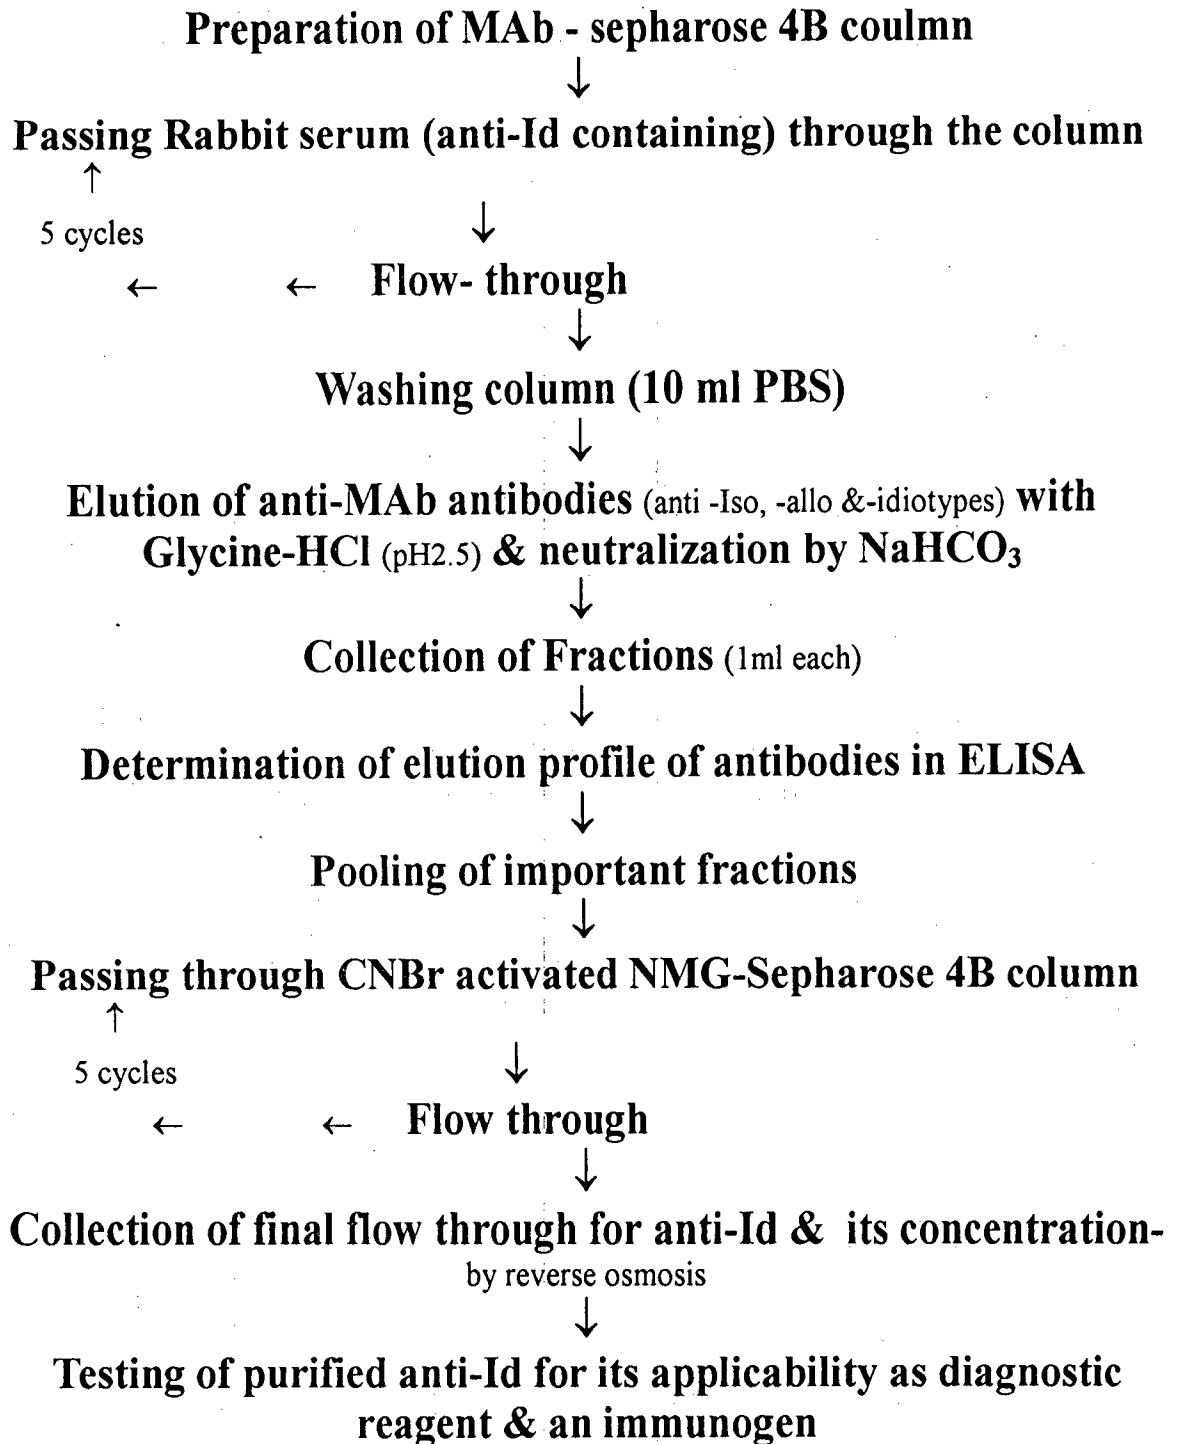 Preparation of MAb - sepharose 4B coulmn
↓
Passing Rabbit serum (anti-Id containing) through the column
↑
↓
5 cycles
← ← Flow- through
↓
Washing column (10 ml PBS)
↓
Elution of anti-MAb antibodies (anti -Iso, -allo &-idiotypes) with
Glycine-HCl (pH2.5) & neutralization by NaHCO₃
↓
Collection of Fractions (1ml each)
↓
Determination of elution profile of antibodies in ELISA
↓
Pooling of important fractions
↓
Passing through CNBr activated NMG-Sepharose 4B column
↑
↓
5 cycles
← ← Flow through
↓
Collection of final flow through for anti-Id & its concentration-
by reverse osmosis
↓
Testing of purified anti-Id for its applicability as diagnostic
reagent & an immunogen